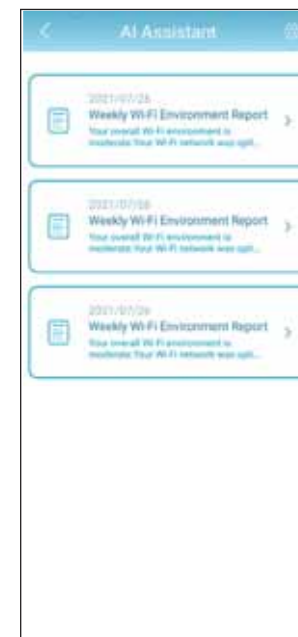 AI Assistant
2021/07/26
Weekly Wi-Fi Environment Report
Your overall Wi-Fi environment is
moderate.Your Wi-Fi network was opti...
2021/07/26
Weekly Wi-Fi Environment Report
Your overall Wi-Fi environment is
moderate.Your Wi-Fi network was opti...
2021/07/26
Weekly Wi-Fi Environment Report
Your overall Wi-Fi environment is
moderate.Your Wi-Fi network was opti...